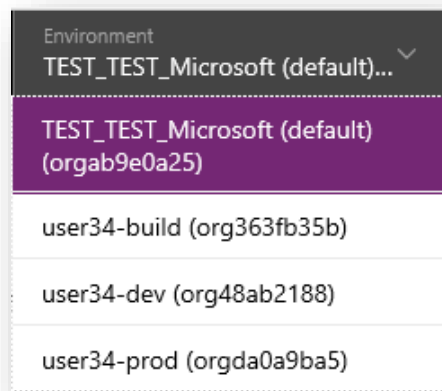 Environment
TEST_TEST_Microsoft (default)...
TEST_TEST_Microsoft (default)
(orgab9e0a25)
user34-build (org363fb35b)
user34-dev (org48ab2188)
user34-prod (orgda0a9ba5)